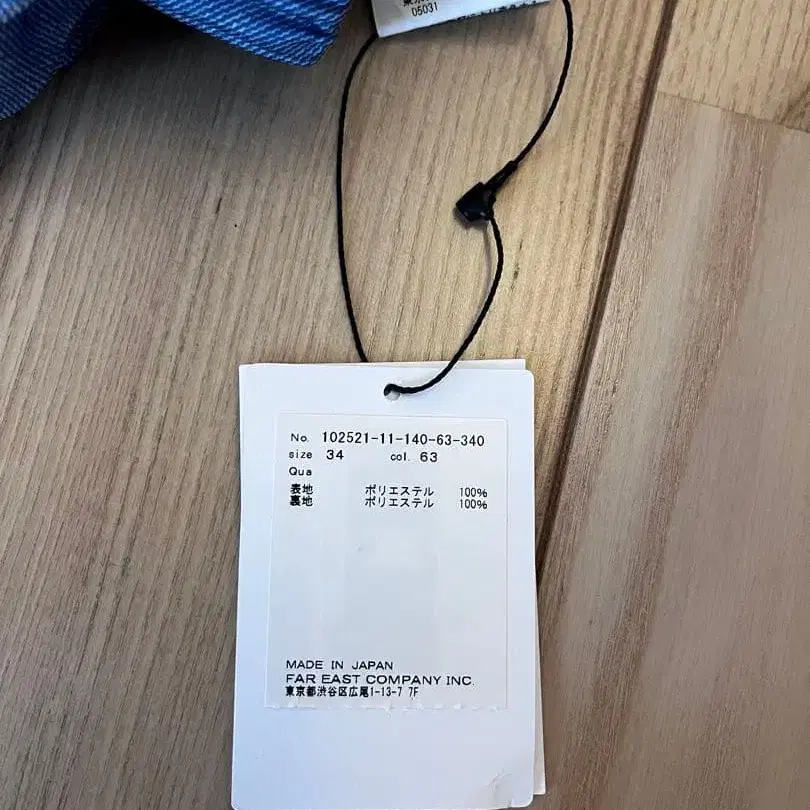 05031
No. 102521-11-140-63-340
size 34 col. 63
Qua
表地 ポリエステル 100%
裏地 ポリエステル 100%
MADE IN JAPAN
FAR EAST COMPANY INC.
東京都渋谷区広尾1-13-7 7F